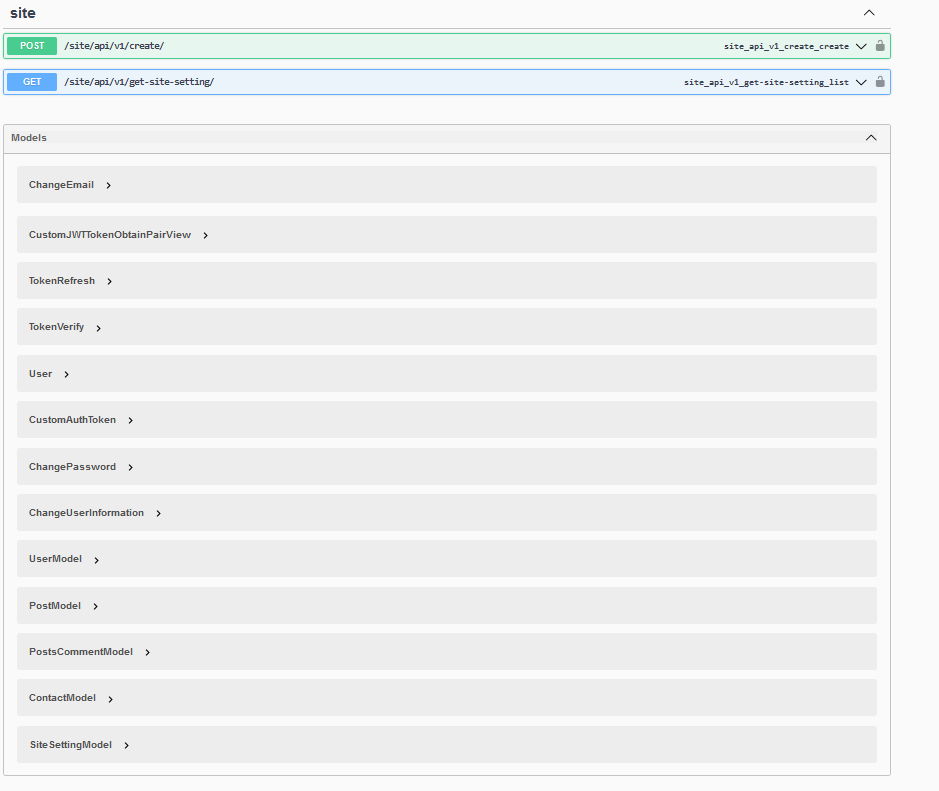 site
POST /site/api/v1/create/ site_api_v1_create_create
GET /site/api/v1/get-site-setting/ site_api_v1_get-site-setting_list
Models
ChangeEmail
CustomJWTTokenObtainPairView
TokenRefresh
TokenVerify
User
CustomAuthToken
ChangePassword
ChangeUserInformation
UserModel
PostModel
PostsCommentModel
ContactModel
SiteSettingModel